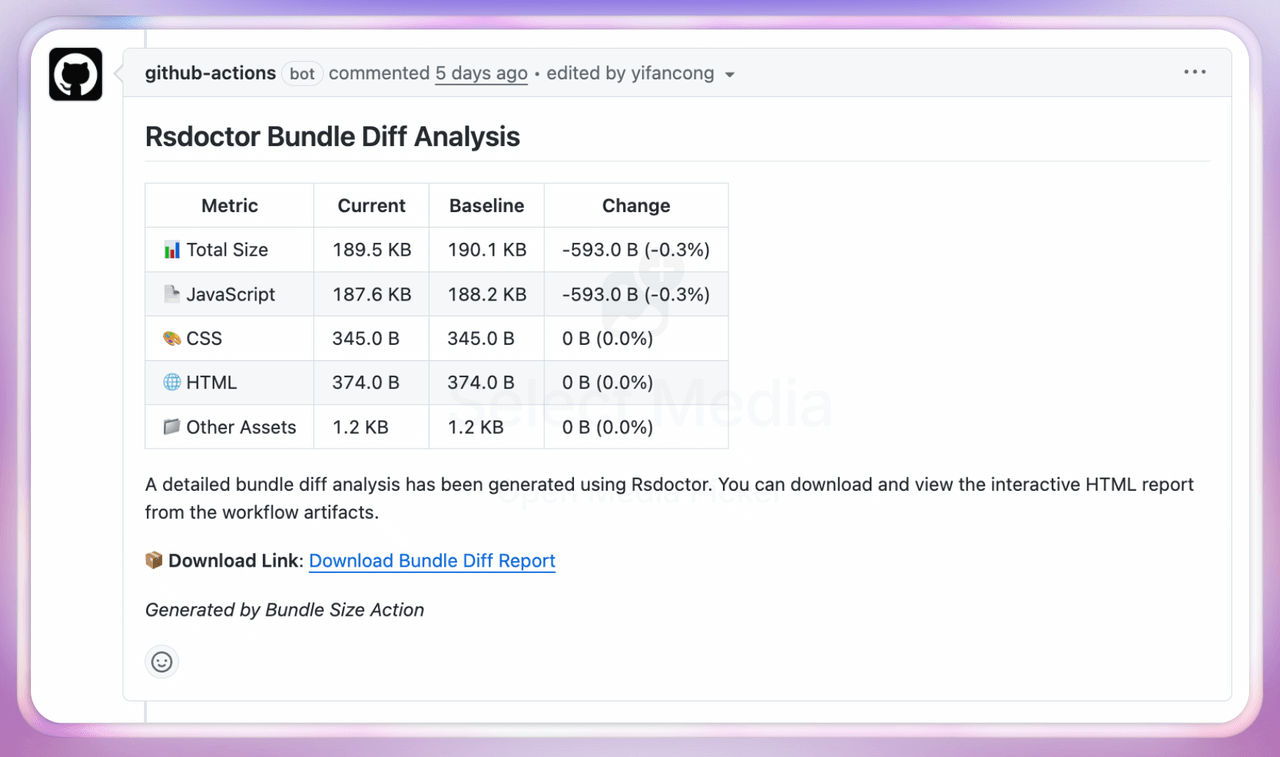 github-actions bot commented 5 days ago • edited by yifancong
Rsdoctor Bundle Diff Analysis
Metric Current Baseline Change
📊 Total Size 189.5 KB 190.1 KB -593.0 B (-0.3%)
📄 JavaScript 187.6 KB 188.2 KB -593.0 B (-0.3%)
🎨 CSS 345.0 B 345.0 B 0 B (0.0%)
🌐 HTML 374.0 B 374.0 B 0 B (0.0%)
📁 Other Assets 1.2 KB 1.2 KB 0 B (0.0%)
Select Media
A detailed bundle diff analysis has been generated using Rsdoctor. You can download and view the interactive HTML report
Open Media Picker
from the workflow artifacts.
📦 Download Link: Download Bundle Diff Report
Generated by Bundle Size Action